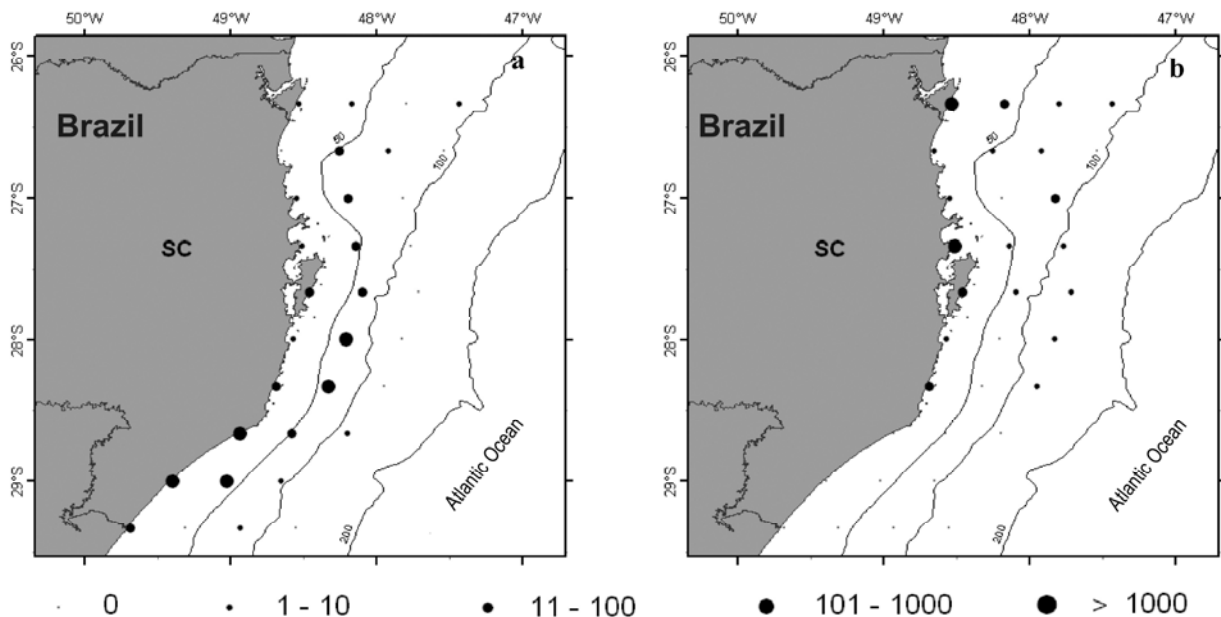 50°W 49°W 48°W 47°W 50°W 49°W 48°W 47°W
26°S
27°S
28°S
29°S
a
Brazil
SC
50
100
200
Atlantic Ocean
26°S
27°S
28°S
29°S
b
Brazil
SC
50
100
200
Atlantic Ocean
0 1 - 10 11 - 100 101 - 1000 > 1000